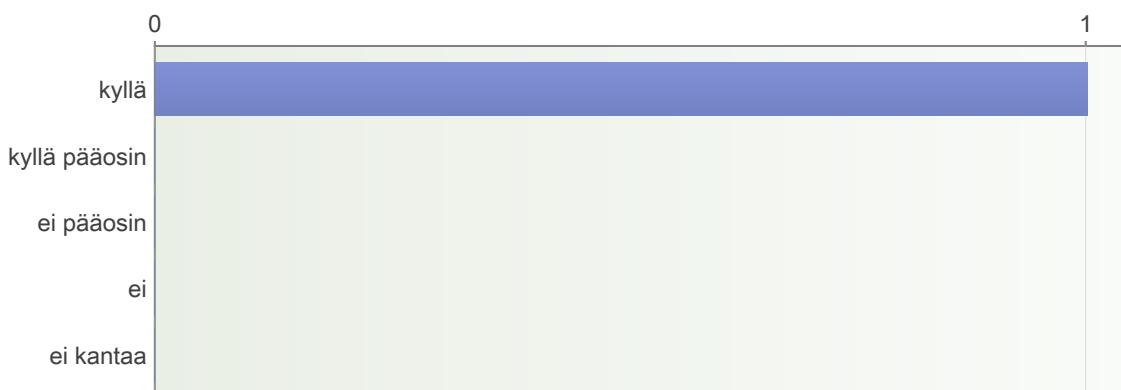 0 1
kyllä
kyllä pääosin
ei pääosin
ei
ei kantaa